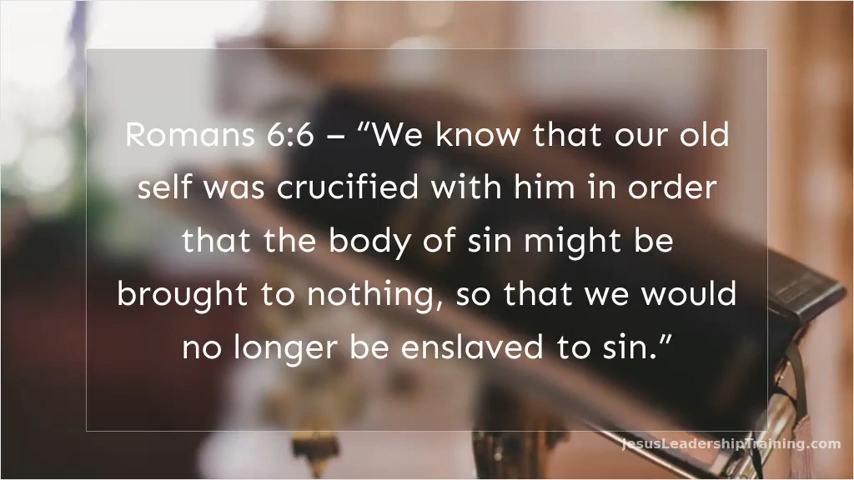 Romans 6:6 – “We know that our old
self was crucified with him in order
that the body of sin might be
brought to nothing, so that we would
no longer be enslaved to sin.”
JesusLeadershipTraining.com